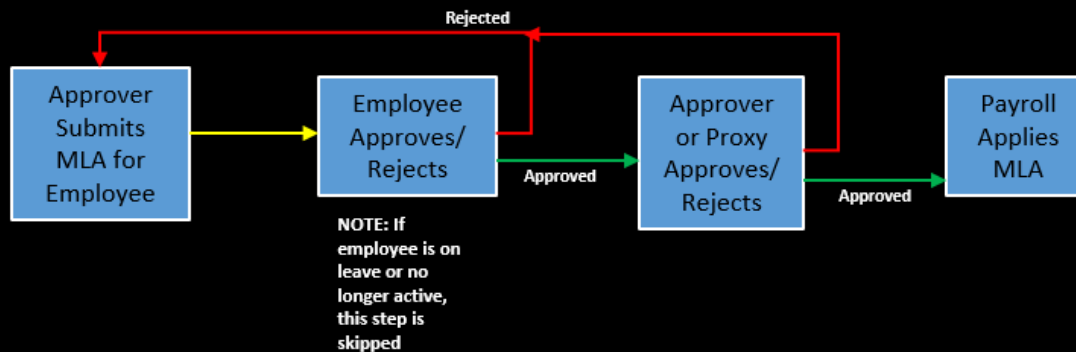 Rejected
Approver
Submits
MLA for
Employee
Employee
Approves/
Rejects
Approved
NOTE: If
employee is on
leave or no
longer active,
this step is
skipped
Approver
or Proxy
Approves/
Rejects
Approved
Payroll
Applies
MLA